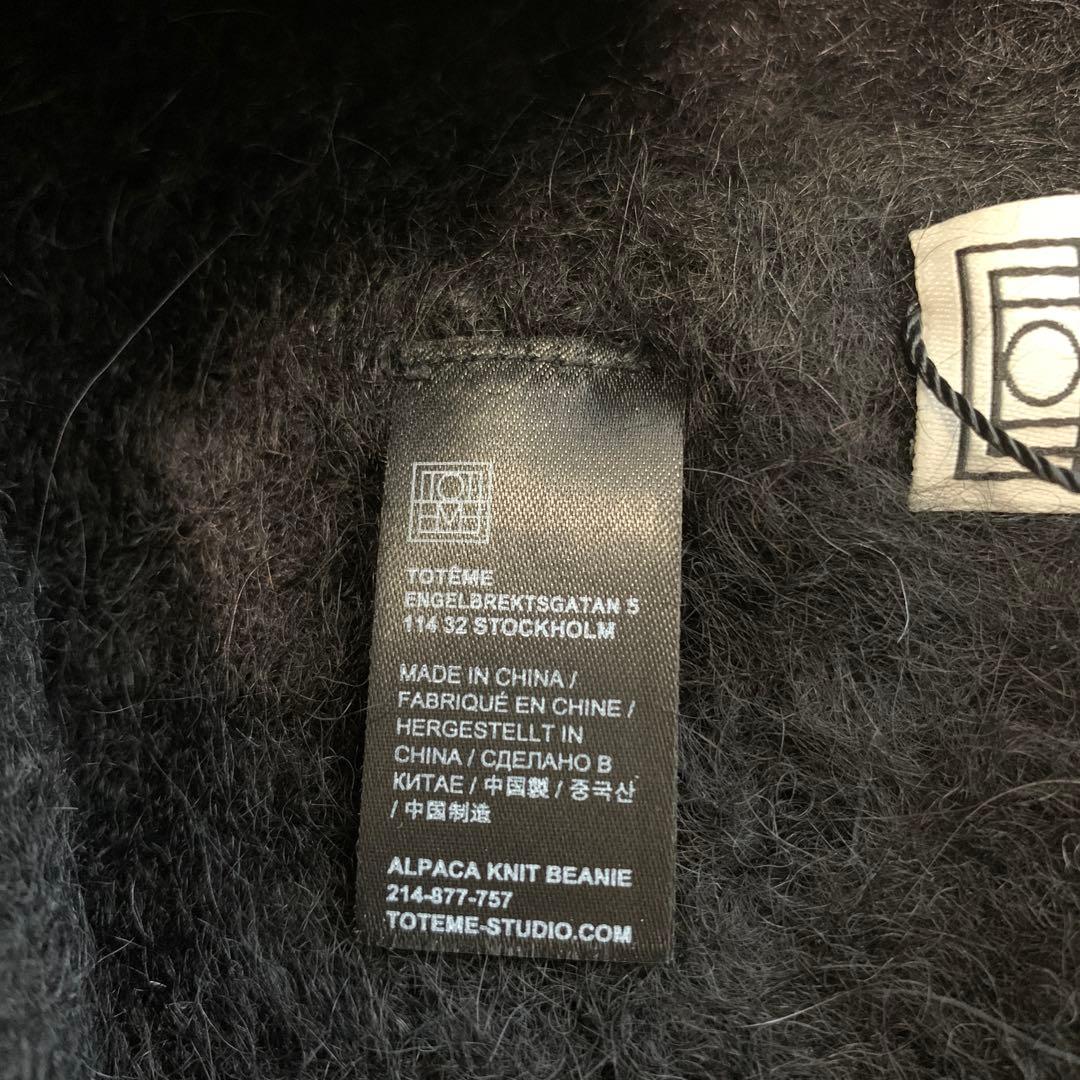 TOTÊME
ENGELBREKTSGATAN 5
114 32 STOCKHOLM
MADE IN CHINA /
FABRIQUÉ EN CHINE /
HERGESTELLT IN
CHINA / СДЕЛАНО В
КИТАЕ / 中国製 / 중국산
/ 中国制造
ALPACA KNIT BEANIE
214-877-757
TOTEME-STUDIO.COM